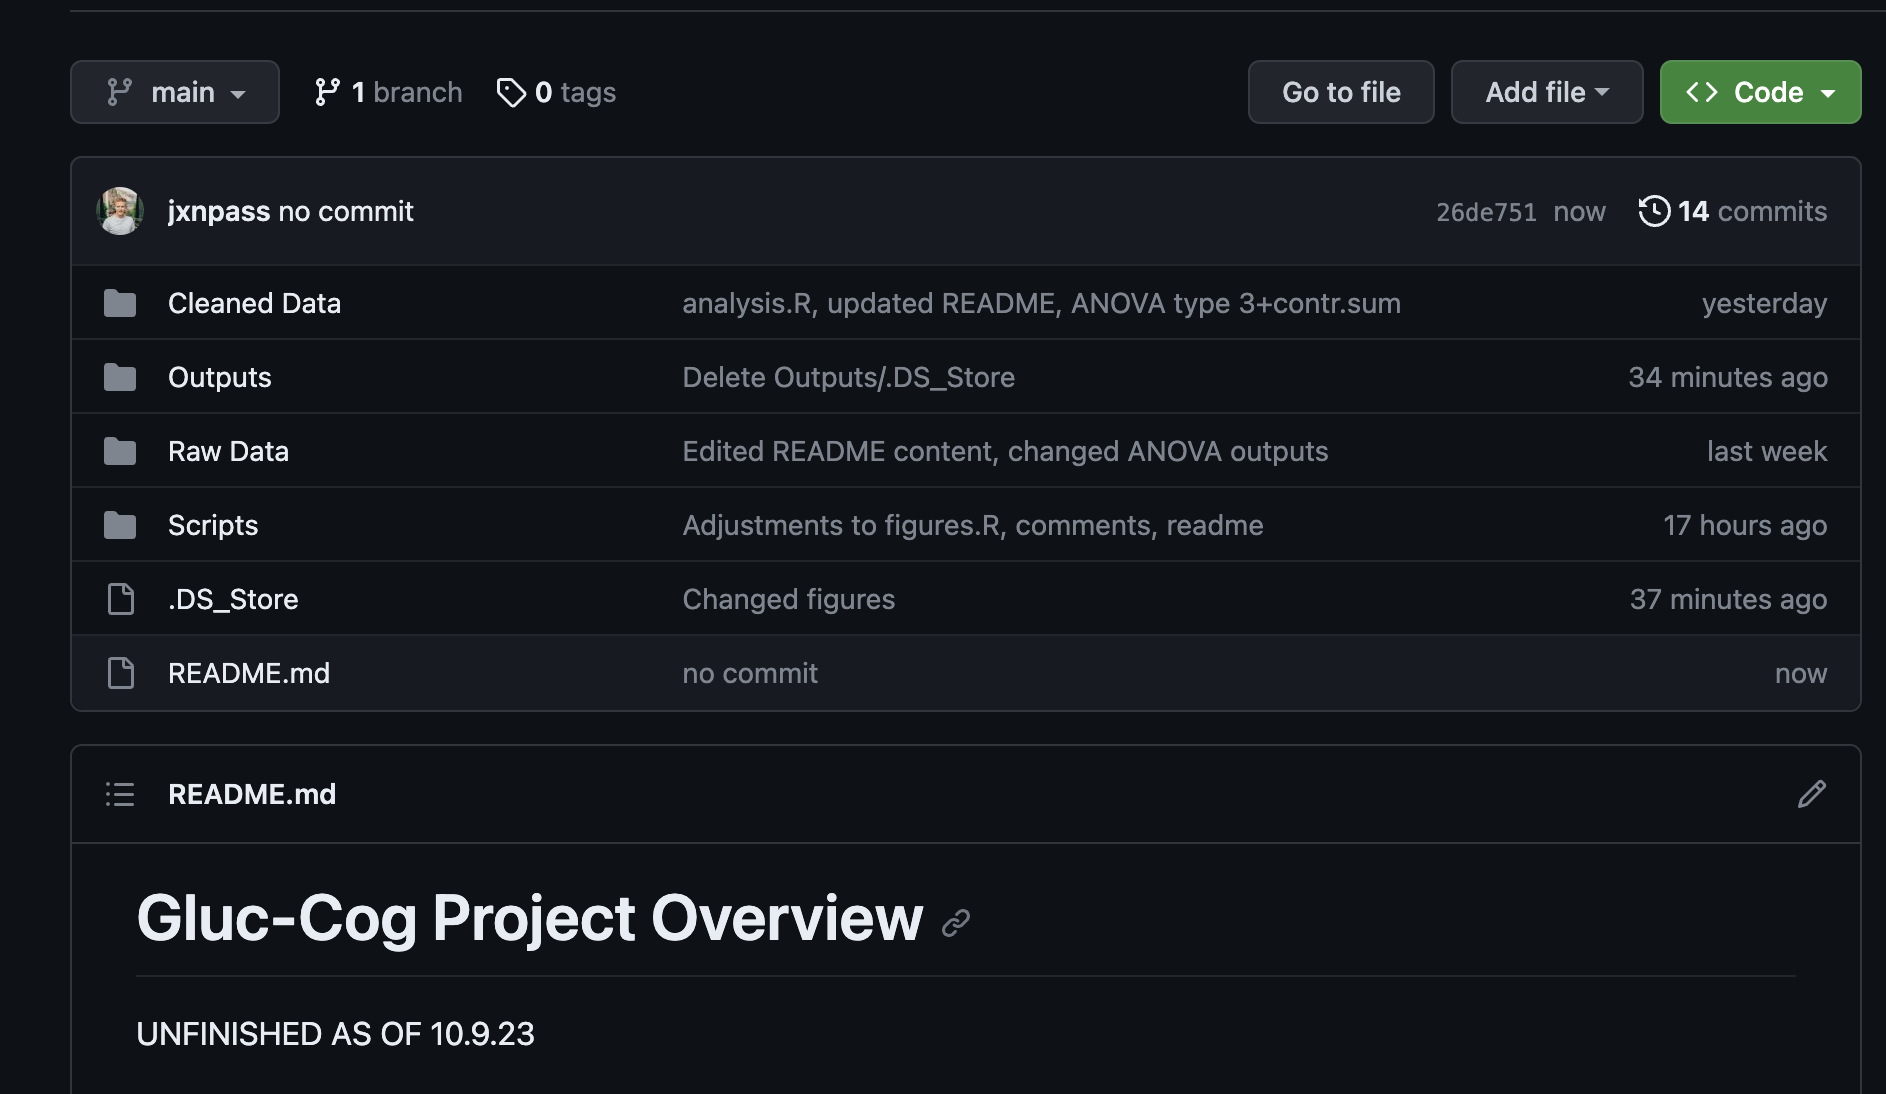 main 1 branch 0 tags Go to file Add file Code
jxnpass no commit 26de751 now 14 commits
Cleaned Data analysis.R, updated README, ANOVA type 3+contr.sum yesterday
Outputs Delete Outputs/.DS_Store 34 minutes ago
Raw Data Edited README content, changed ANOVA outputs last week
Scripts Adjustments to figures.R, comments, readme 17 hours ago
.DS_Store Changed figures 37 minutes ago
README.md no commit now
README.md
Gluc-Cog Project Overview
UNFINISHED AS OF 10.9.23